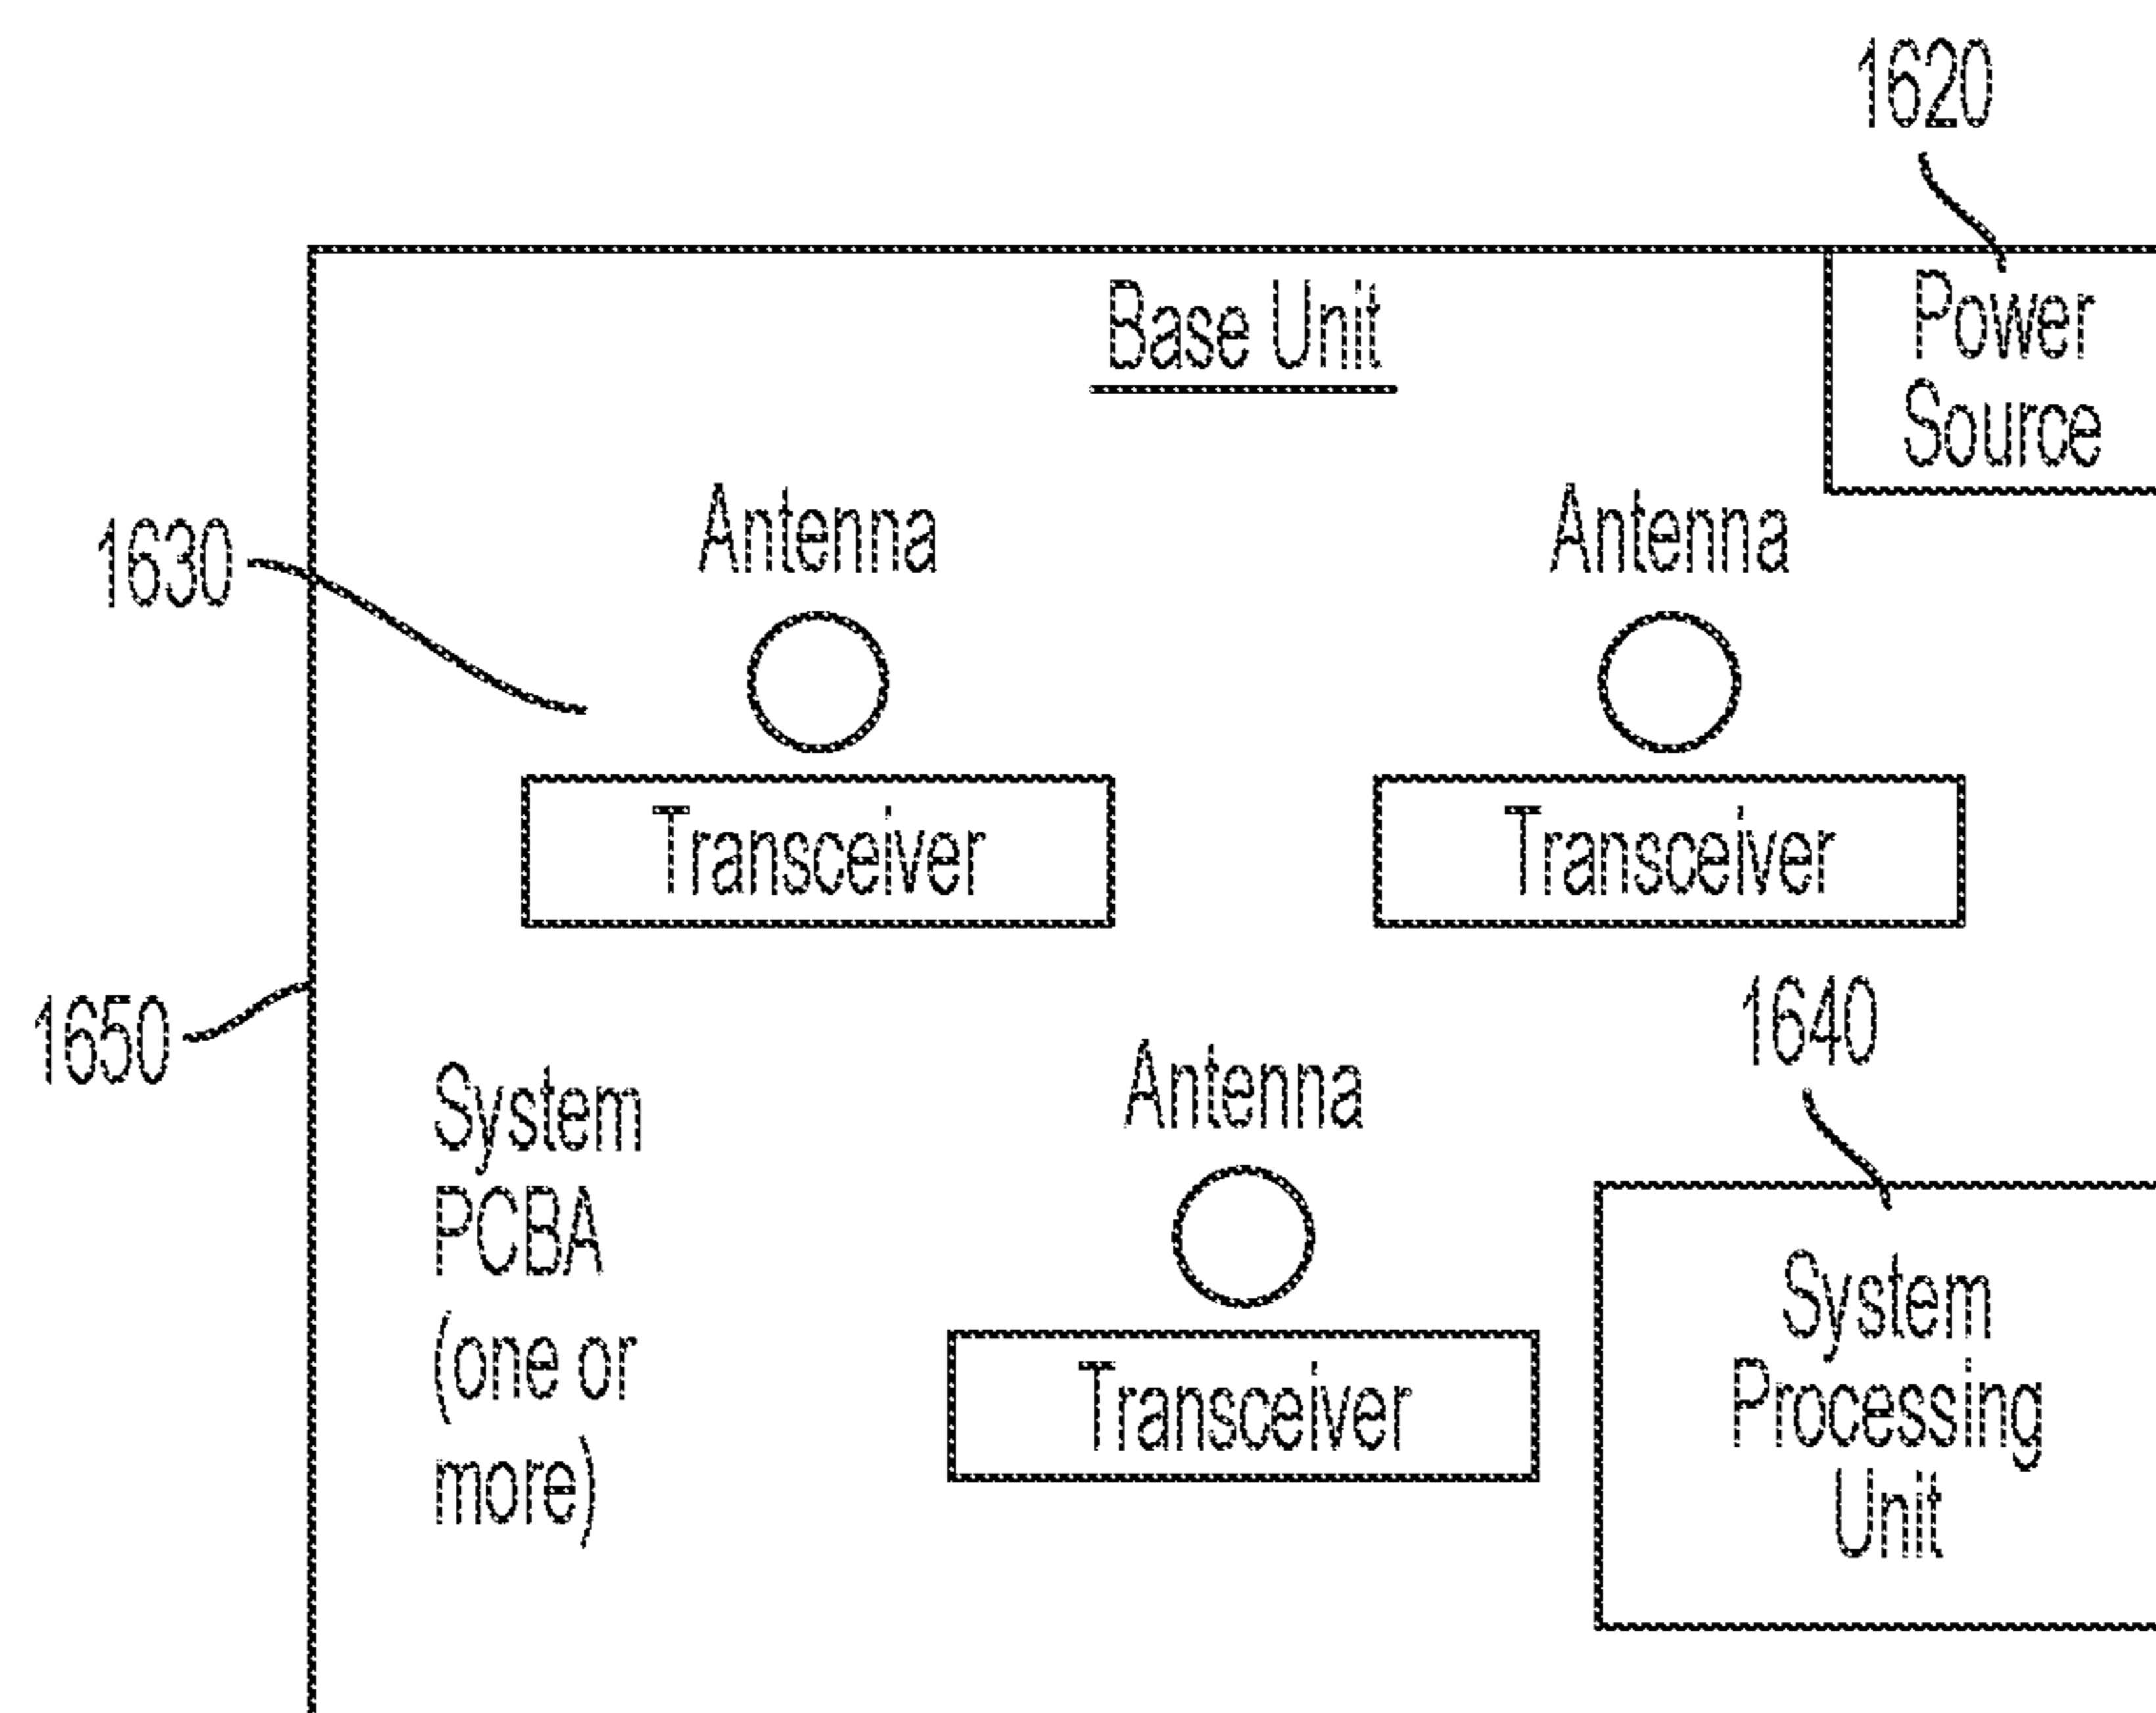 1620
Base Unit
Power
Source
Antenna
Antenna
1630
Transceiver
Transceiver
1650
1640
System
PCBA
(one or
more)
Antenna
Transceiver
System
Processing
Unit